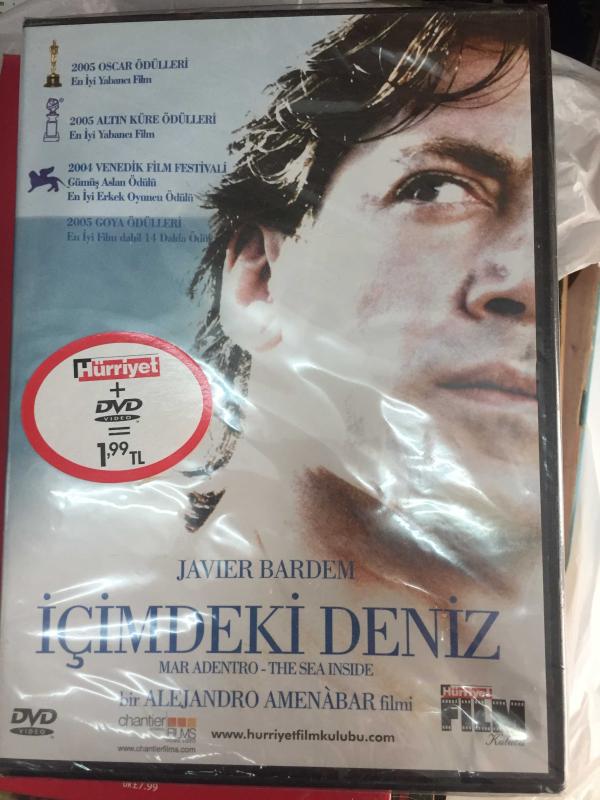 2005 OSCAR ÖDÜLLERİ
En İyi Yabancı Film
2005 ALTIN KÜRE ÖDÜLLERİ
En İyi Yabancı Film
2004 VENEDİK FİLM FESTİVALİ
Gümüş Aslan Ödülü
En İyi Erkek Oyuncu Ödülü
2005 GOYA ÖDÜLLERİ
En İyi Film dahil 14 Dalda Ödül
Hürriyet
+
DVD
VIDEO
=
1,99 TL
JAVIER BARDEM
İÇİMDEKİ DENİZ
MAR ADENTRO - THE SEA INSIDE
bir ALEJANDRO AMENÀBAR filmi
Hürriyet
FILM
Kulübü
DVD
VIDEO
chantier
FILMS
www.chantierfilms.com
www.hurriyetfilmkulubu.com
UK£7.99